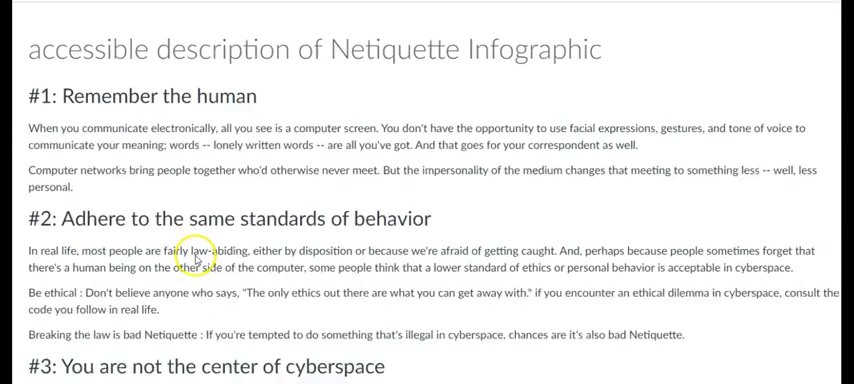 accessible description of Netiquette Infographic
#1: Remember the human
When you communicate electronically, all you see is a computer screen. You don't have the opportunity to use facial expressions, gestures, and tone of voice to
communicate your meaning; words -- lonely written words -- are all you've got. And that goes for your correspondent as well.
Computer networks bring people together who'd otherwise never meet. But the impersonality of the medium changes that meeting to something less -- well, less
personal.
#2: Adhere to the same standards of behavior
In real life, most people are fairly law-abiding, either by disposition or because we're afraid of getting caught. And, perhaps because people sometimes forget that
there's a human being on the other side of the computer, some people think that a lower standard of ethics or personal behavior is acceptable in cyberspace.
Be ethical : Don't believe anyone who says, "The only ethics out there are what you can get away with." if you encounter an ethical dilemma in cyberspace, consult the
code you follow in real life.
Breaking the law is bad Netiquette : If you're tempted to do something that's illegal in cyberspace, chances are it's also bad Netiquette.
#3: You are not the center of cyberspace